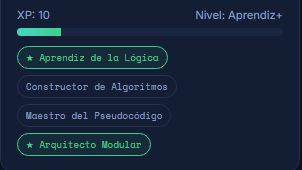 XP: 10 Nivel: Aprendiz+
★ Aprendiz de la Lógica
Constructor de Algoritmos
Maestro del Pseudocódigo
★ Arquitecto Modular